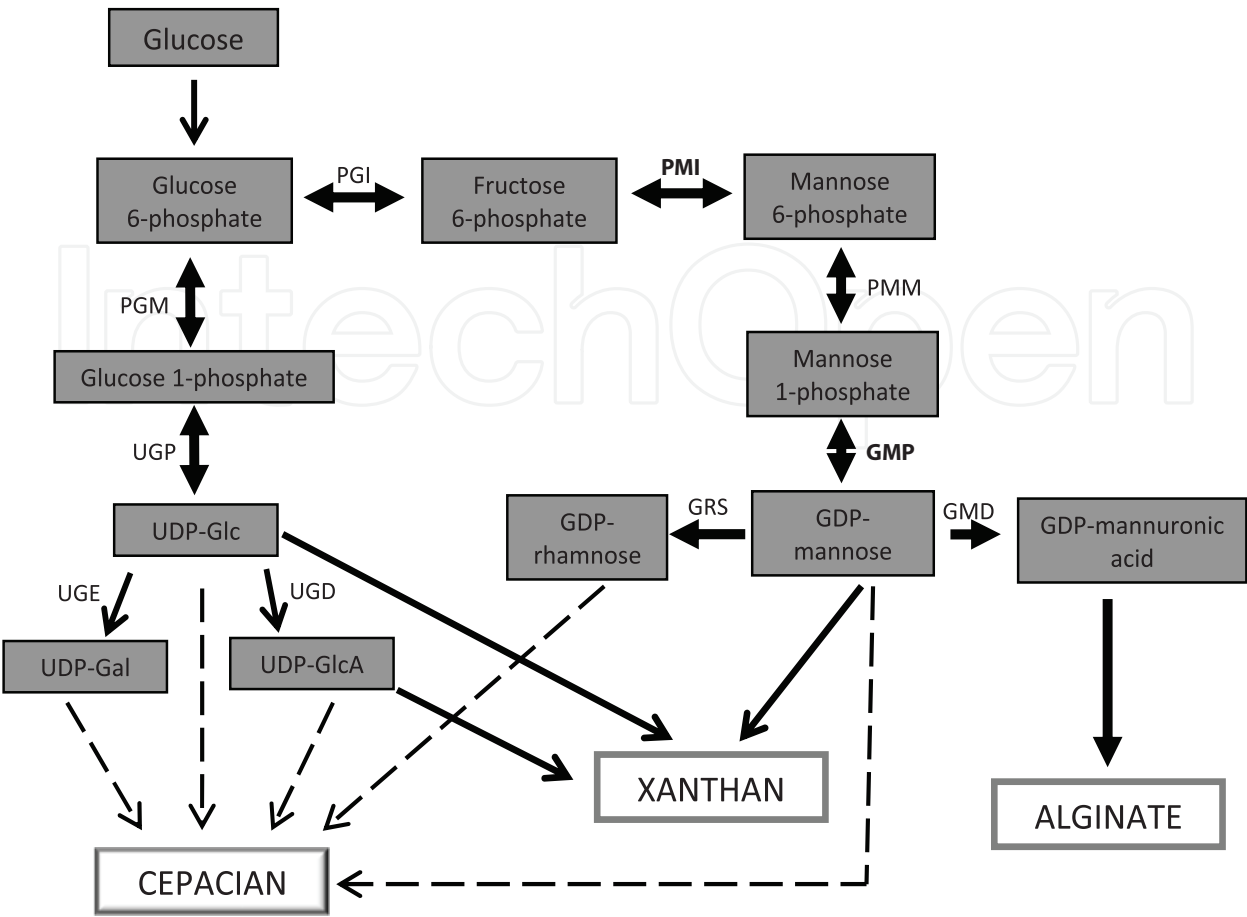 Glucose
Glucose
6-phosphate
PGI
Fructose
6-phosphate
PMI
Mannose
6-phosphate
PGM
PMM
IntechOpen
Glucose 1-phosphate
Mannose
1-phosphate
UGP
GMP
UDP-Glc
GDP-
rhamnose
GRS
GDP-
mannose
GMD
GDP-mannuronic
acid
UGE
UGD
UDP-Gal
UDP-GlcA
XANTHAN
ALGINATE
CEPACIAN